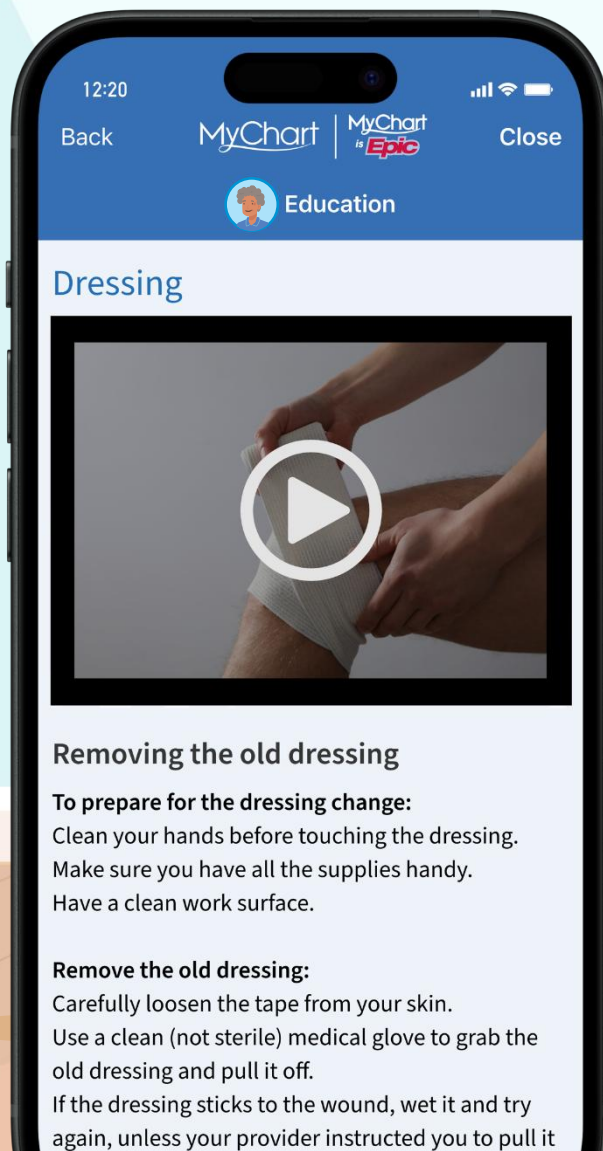 12:20
Back
MyChart
MyChart
is Epic
Close
Education
Dressing
Removing the old dressing
To prepare for the dressing change:
Clean your hands before touching the dressing.
Make sure you have all the supplies handy.
Have a clean work surface.
Remove the old dressing:
Carefully loosen the tape from your skin.
Use a clean (not sterile) medical glove to grab the
old dressing and pull it off.
If the dressing sticks to the wound, wet it and try
again, unless your provider instructed you to pull it